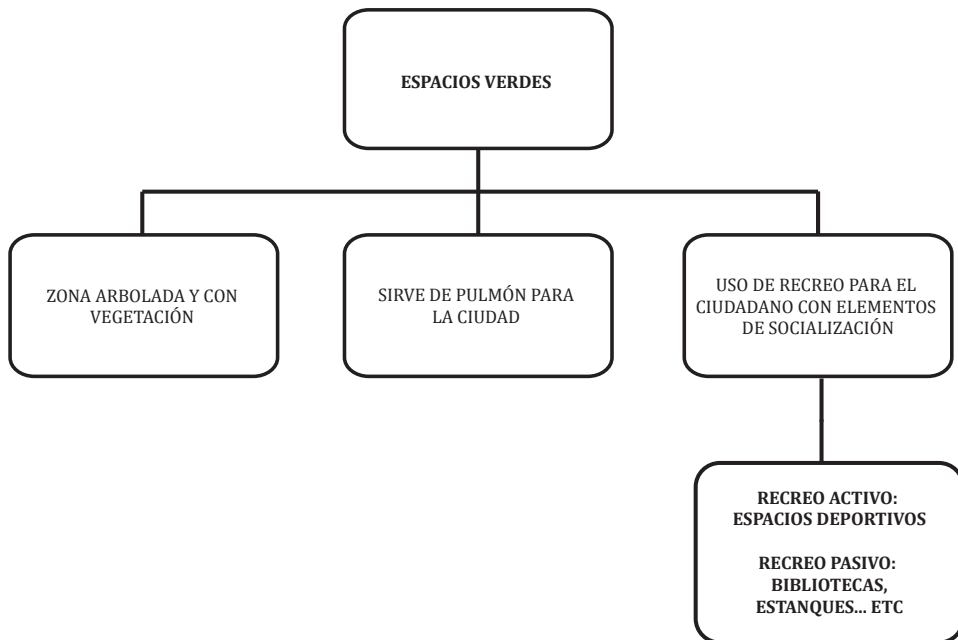 ESPACIOS VERDES
ZONA ARBOLADA Y CON
VEGETACIÓN
SIRVE DE PULMÓN PARA
LA CIUDAD
USO DE RECREO PARA EL
CIUDADANO CON ELEMENTOS
DE SOCIALIZACIÓN
RECREO ACTIVO:
ESPACIOS DEPORTIVOS
RECREO PASIVO:
BIBLIOTECAS,
ESTANQUES... ETC